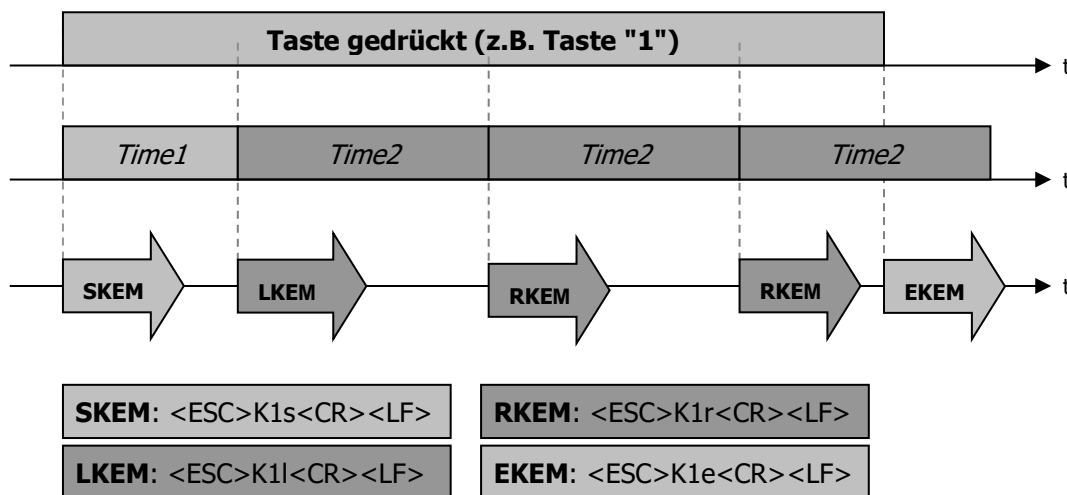 Taste gedrückt (z.B. Taste "1")
t
Time1 Time2 Time2 Time2
t
SKEM LKEM RKEM RKEM EKEM
t
SKEM: <ESC>K1s<CR><LF> RKEM: <ESC>K1r<CR><LF>
LKEM: <ESC>K1l<CR><LF> EKEM: <ESC>K1e<CR><LF>